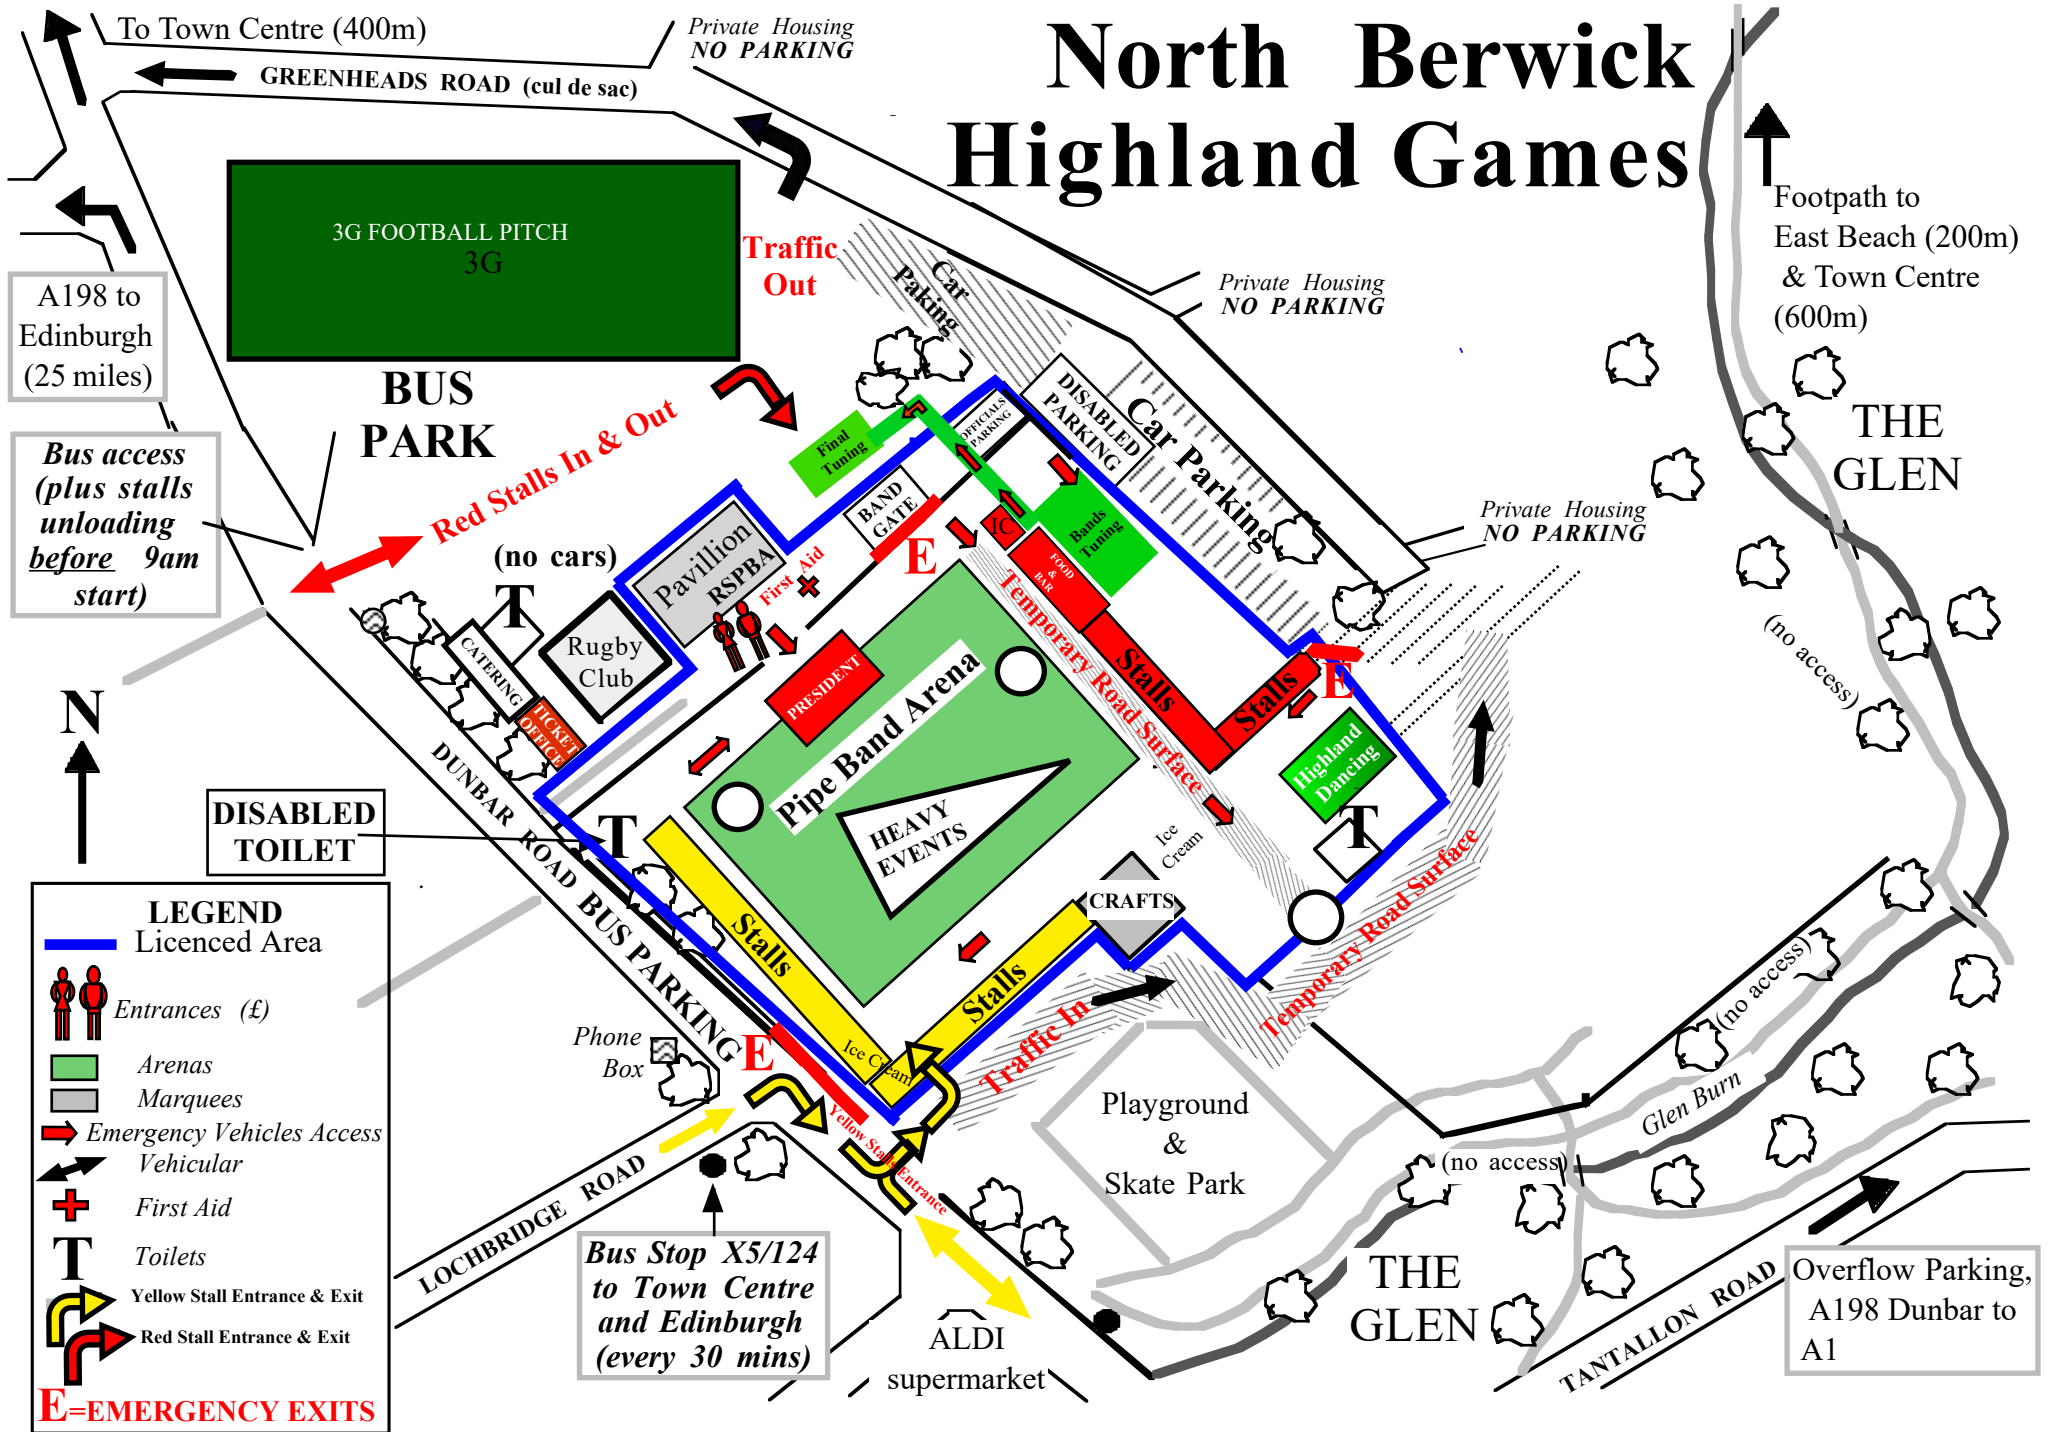 North Berwick
Highland Games
To Town Centre (400m)
GREENHEADS ROAD (cul de sac)
Private Housing
NO PARKING
3G FOOTBALL PITCH
3G
Traffic
Out
Car
Paking
Private Housing
NO PARKING
Footpath to
East Beach (200m)
& Town Centre
(600m)
A198 to
Edinburgh
(25 miles)
BUS
PARK
Red Stalls In & Out
(no cars)
Bus access
(plus stalls
unloading
before 9am
start)
Final
Tuning
OFFICIALS
PARKING
DISABLED
PARKING
Car Parking
THE
GLEN
BAND
GATE
E
IC
Bands
Tuning
FOOD
&
BAR
Private Housing
NO PARKING
Pavillion
RSPBA
First Aid
T
Rugby
Club
CATERING
TICKET
OFFICE
PRESIDENT
Pipe Band Arena
HEAVY
EVENTS
Temporary Road Surface
Stalls
Stalls
E
Highland
Dancing
T
(no access)
N
DUNBAR ROAD BUS PARKING
DISABLED
TOILET
T
Stalls
Ice Cream
Stalls
CRAFTS
Ice
Cream
Temporary Road Surface
Traffic In
(no access)
E
Phone
Box
Yellow Stalls Entrance
LOCHBRIDGE ROAD
Bus Stop X5/124
to Town Centre
and Edinburgh
(every 30 mins)
ALDI
supermarket
Playground
&
Skate Park
Glen Burn
(no access)
THE
GLEN
TANTALLON ROAD
Overflow Parking,
A198 Dunbar to
A1
LEGEND
Licenced Area
Entrances (£)
Arenas
Marquees
Emergency Vehicles Access
Vehicular
First Aid
T Toilets
Yellow Stall Entrance & Exit
Red Stall Entrance & Exit
E=EMERGENCY EXITS